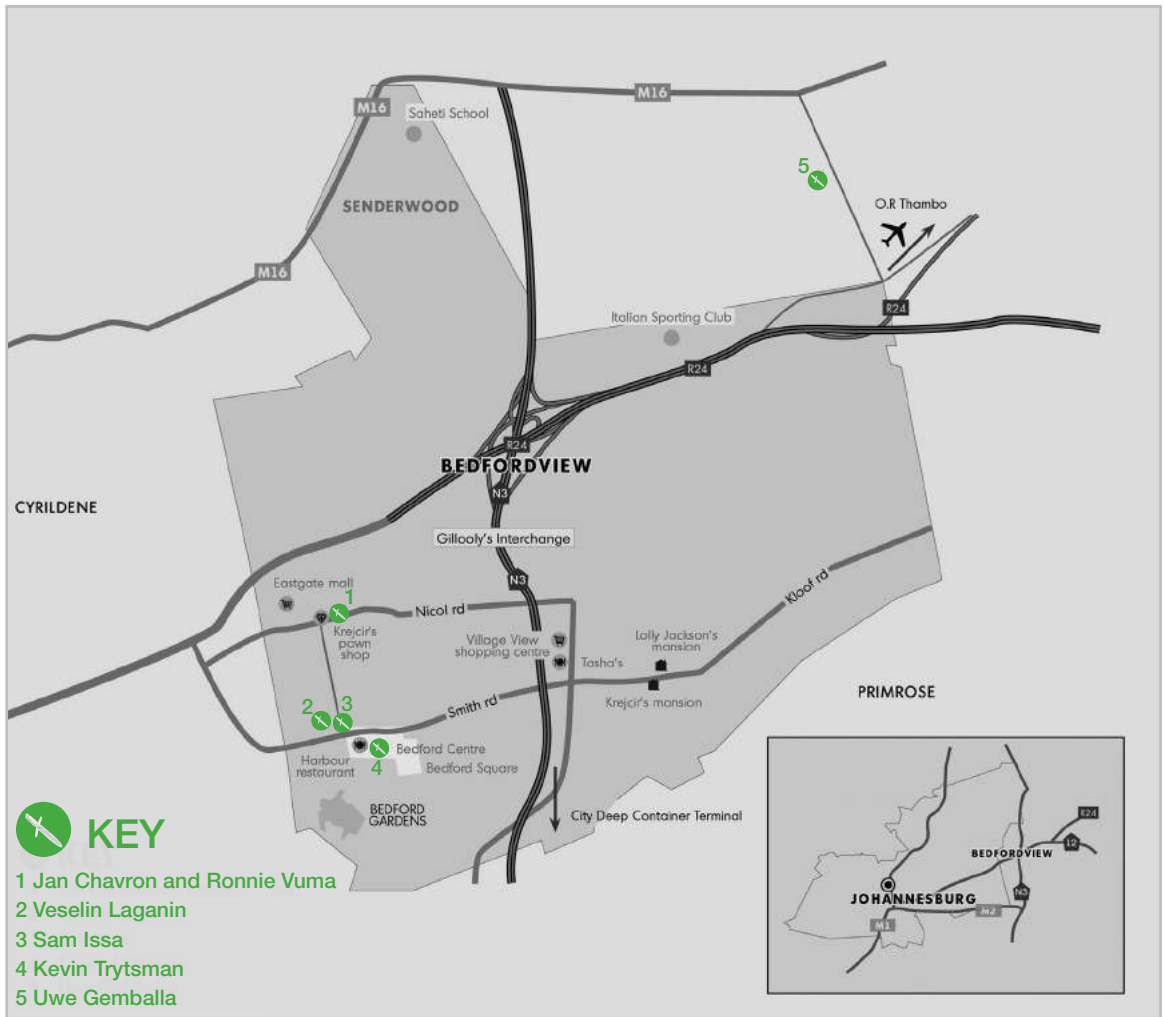 M16
M16
Saheti School
SENDERWOOD
5
O.R Thambo
M16
R24
Italian Sporting Club
R24
R24
BEDFORDVIEW
N3
CYRILDENE
Gillooly's Interchange
N3
Eastgate mall
1
Nicol rd
Kloof rd
Krejcir's
pawn
shop
Village View
shopping centre
Tasha's
Lolly Jackson's
mansion
Krejcir's mansion
PRIMROSE
2
3
Smith rd
Harbour
restaurant
4
Bedford Centre
Bedford Square
BEDFORD
GARDENS
City Deep Container Terminal
KEY
1 Jan Chavron and Ronnie Vuma
2 Veselin Laganin
3 Sam Issa
4 Kevin Trytsman
5 Uwe Gemballa
R24
12
BEDFORDVIEW
N3
JOHANNESBURG
M2
M1